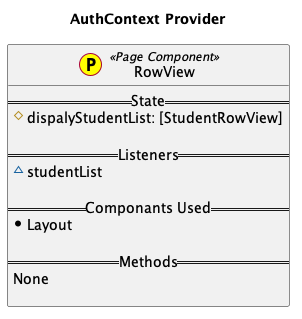 AuthContext Provider
P
«Page Component»
RowView
State
dispalyStudentList: [StudentRowView]
Listeners
studentList
Componants Used
Layout
Methods
None